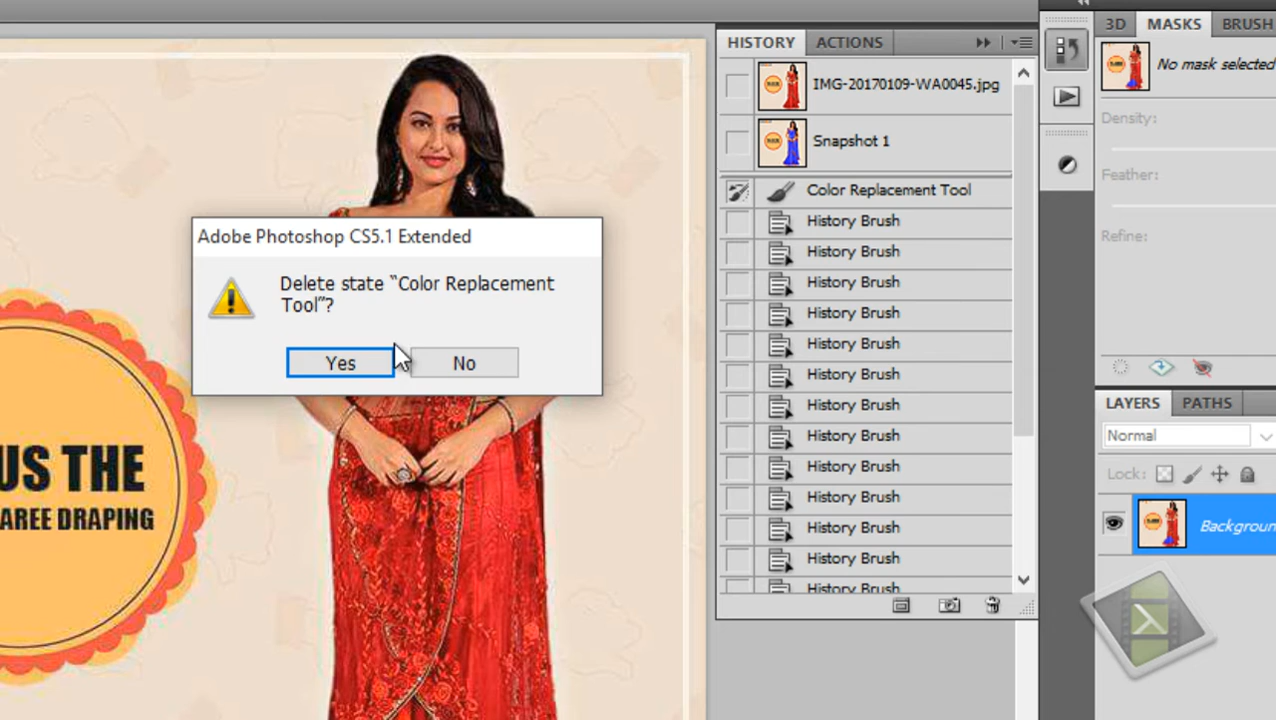 3D MASKS BRUSH
HISTORY ACTIONS
No mask selected
IMG-20170109-WA0045.jpg
Density:
Snapshot 1
Feather:
Color Replacement Tool
History Brush
Adobe Photoshop CS5.1 Extended
Refine:
History Brush
Delete state “Color Replacement
Tool”?
History Brush
History Brush
History Brush
Yes
No
History Brush
History Brush
LAYERS PATHS
History Brush
Normal
US THE
History Brush
Lock:
History Brush
AREE DRAPING
History Brush
Backgroun
History Brush
History Brush